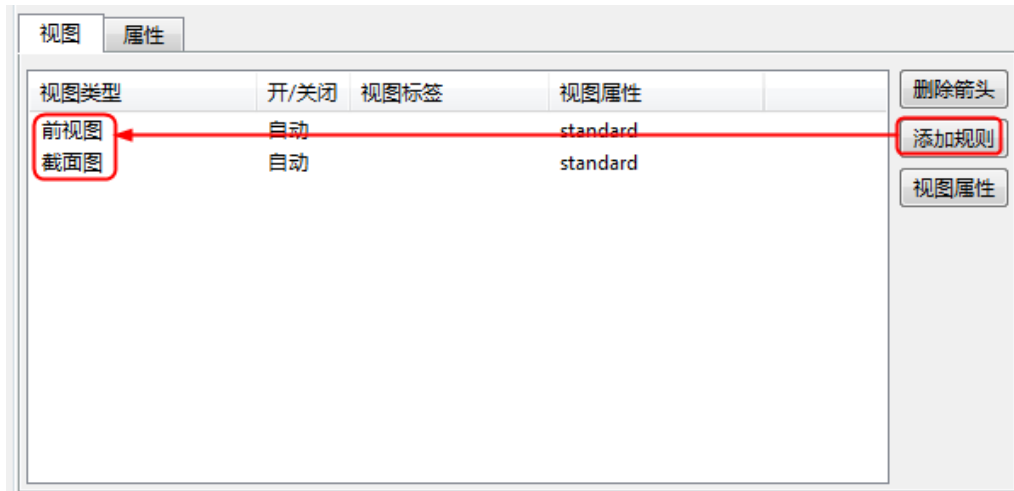 视图 属性
视图类型 开/关闭 视图标签 视图属性 删除箭头
前视图 自动 standard 添加规则
截面图 自动 standard
视图属性